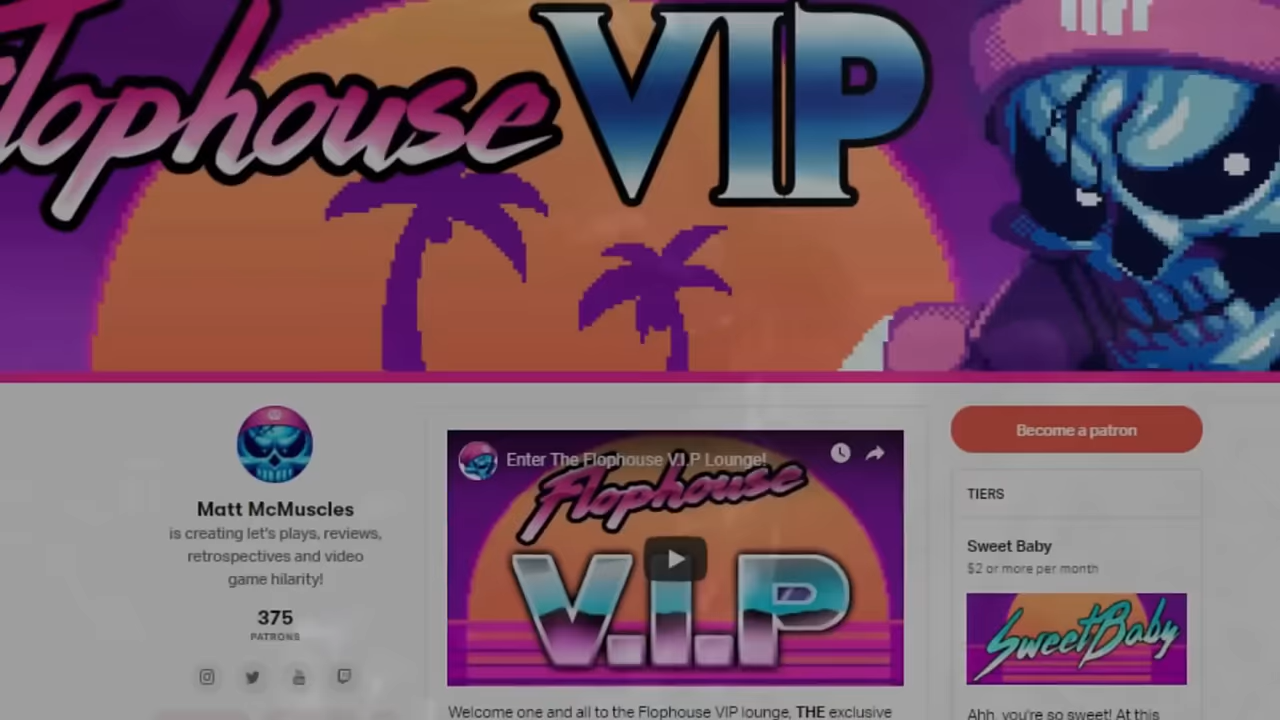 Flophouse VIP
Matt McMuscles
is creating let's plays, reviews,
retrospectives and video
game hilarity!
375
PATRONS
Enter The Flophouse V.I.P Lounge!
Flophouse
V.I.P
Welcome one and all to the Flophouse VIP lounge, THE exclusive
Become a patron
TIERS
Sweet Baby
$2 or more per month
SweetBaby
Ahh, you're so sweet! At this